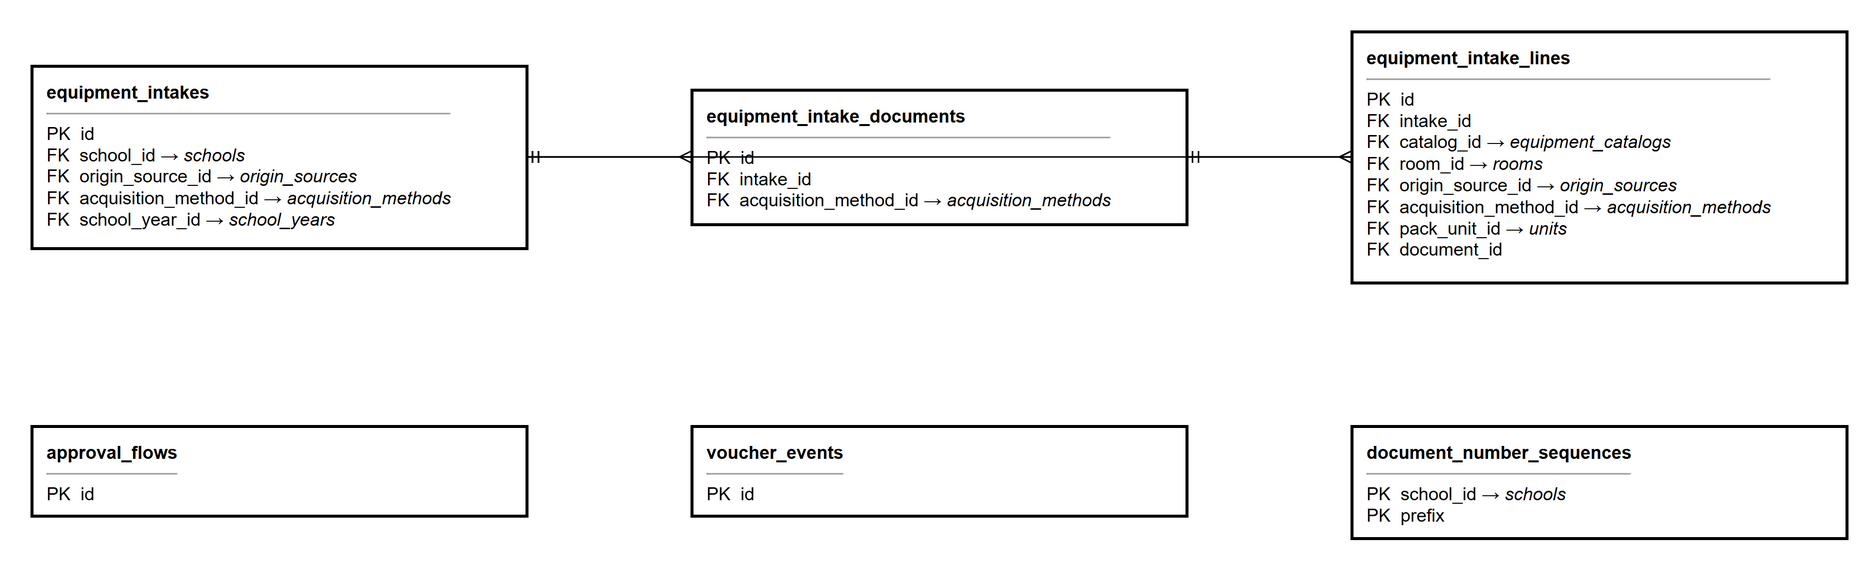 equipment_intakes
PK id
FK school_id → schools
FK origin_source_id → origin_sources
FK acquisition_method_id → acquisition_methods
FK school_year_id → school_years
equipment_intake_documents
PK id
FK intake_id
FK acquisition_method_id → acquisition_methods
equipment_intake_lines
PK id
FK intake_id
FK catalog_id → equipment_catalogs
FK room_id → rooms
FK origin_source_id → origin_sources
FK acquisition_method_id → acquisition_methods
FK pack_unit_id → units
FK document_id
approval_flows
PK id
voucher_events
PK id
document_number_sequences
PK school_id → schools
PK prefix